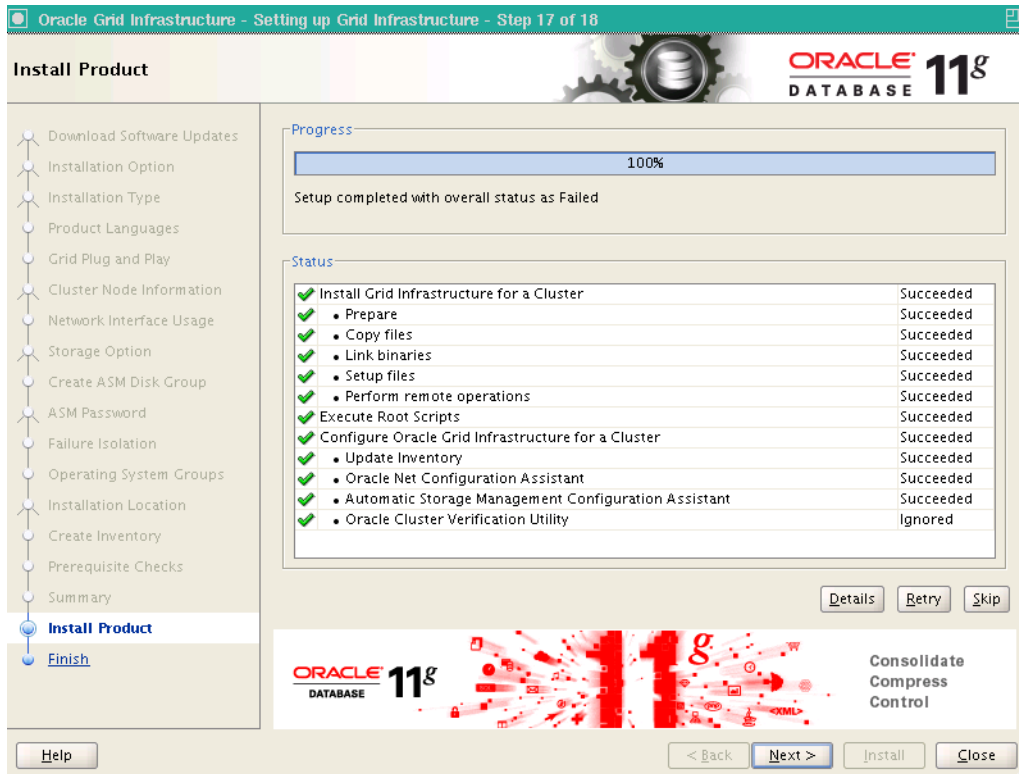 Oracle Grid Infrastructure - Setting up Grid Infrastructure - Step 17 of 18
Install Product
ORACLE 11g
DATABASE
Download Software Updates
Installation Option
Installation Type
Product Languages
Grid Plug and Play
Cluster Node Information
Network Interface Usage
Storage Option
Create ASM Disk Group
ASM Password
Failure Isolation
Operating System Groups
Installation Location
Create Inventory
Prerequisite Checks
Summary
Install Product
Finish
Progress
100%
Setup completed with overall status as Failed
Status
Install Grid Infrastructure for a Cluster Succeeded
• Prepare Succeeded
• Copy files Succeeded
• Link binaries Succeeded
• Setup files Succeeded
• Perform remote operations Succeeded
Execute Root Scripts Succeeded
Configure Oracle Grid Infrastructure for a Cluster Succeeded
• Update Inventory Succeeded
• Oracle Net Configuration Assistant Succeeded
• Automatic Storage Management Configuration Assistant Succeeded
• Oracle Cluster Verification Utility Ignored
Details Retry Skip
ORACLE 11g
DATABASE
11g
<XML>
Consolidate
Compress
Control
Help < Back Next > Install Close